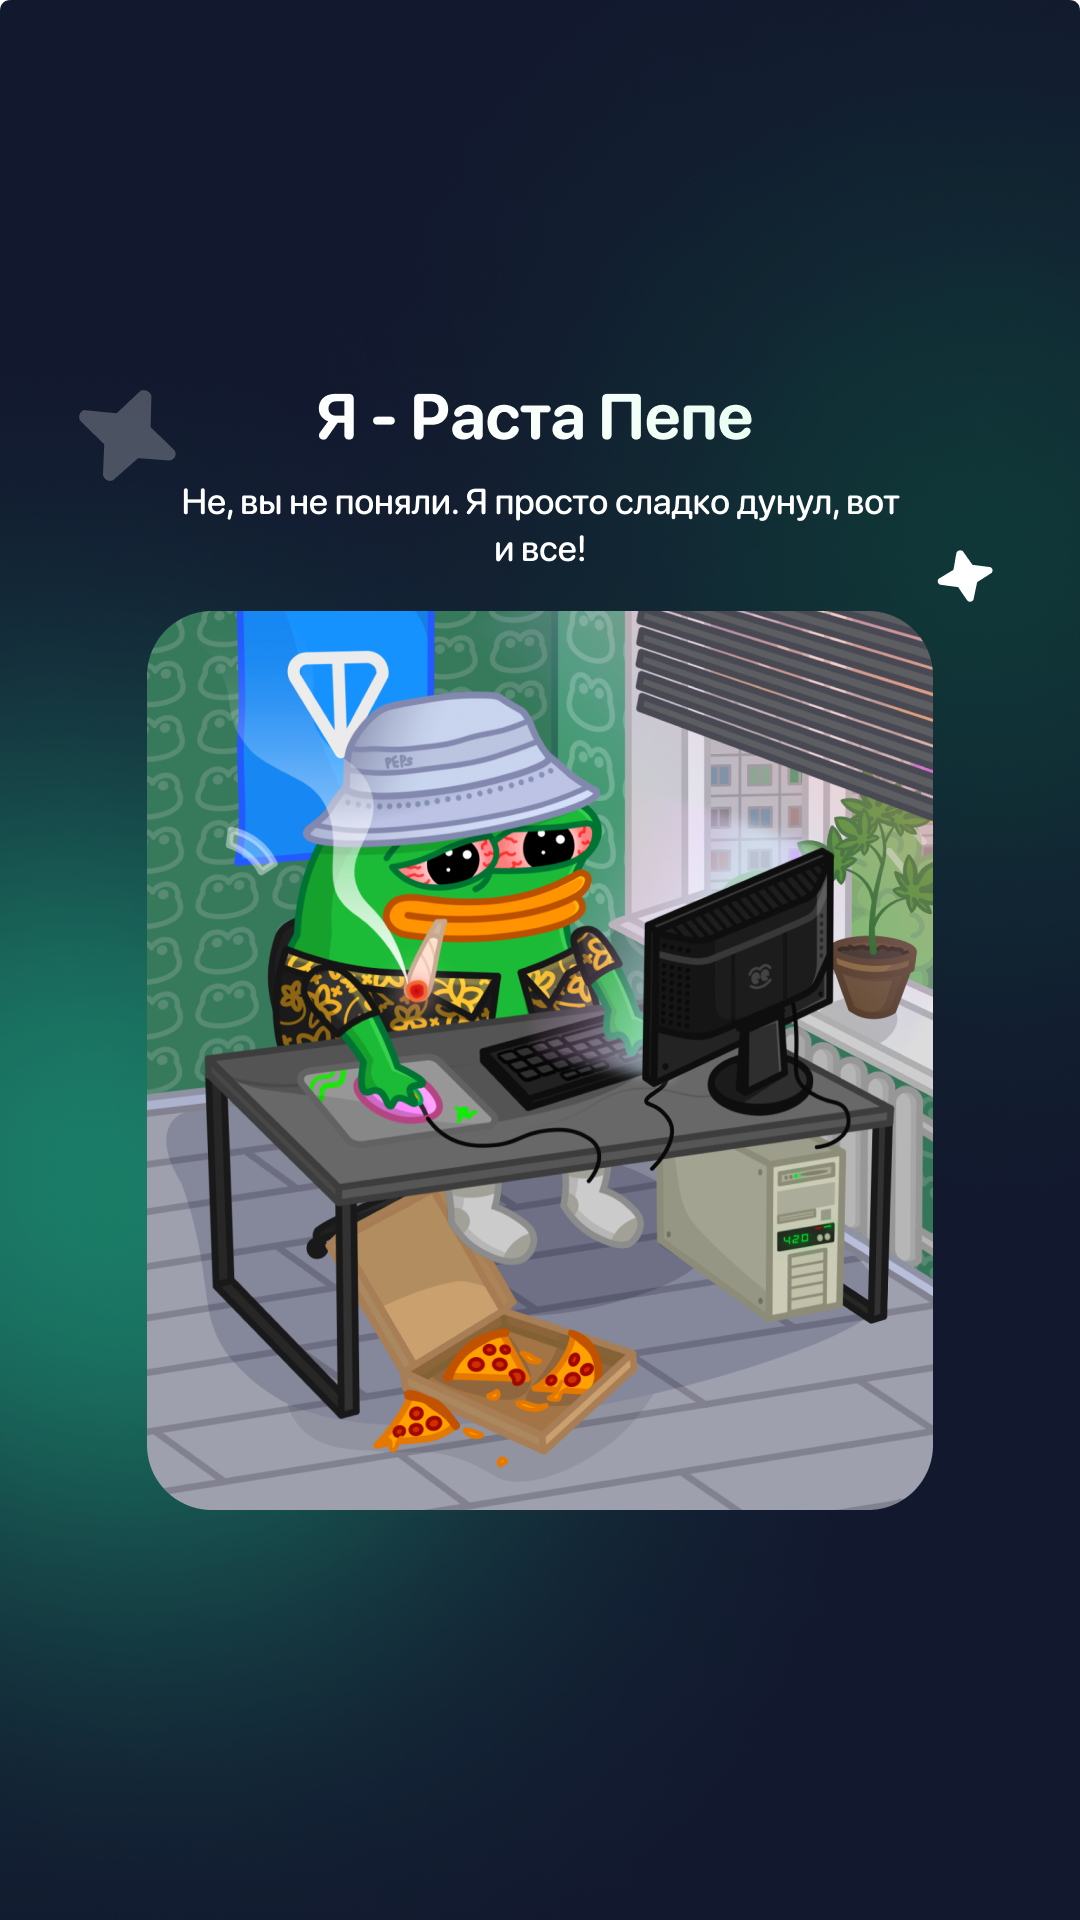 Я - Раста Пепе
Не, вы не поняли. Я просто сладко дунул, вот
и все!
PEPs
420